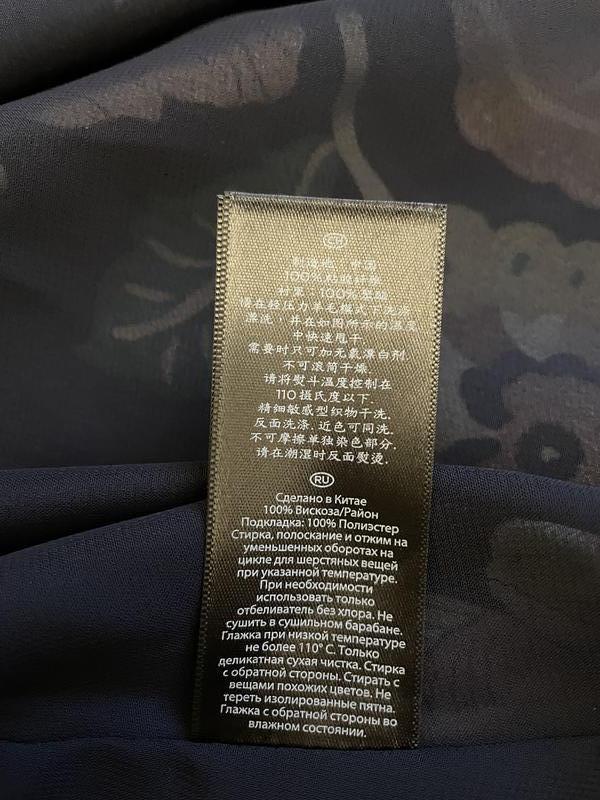 CH
制造地：中国
100% 粘胶纤维
衬里：100% 聚酯
请在轻压力羊毛模式下洗涤、
漂洗，并在如图所示的温度
中快速甩干.
需要时只可加无氯漂白剂.
不可滚筒干燥.
请将熨斗温度控制在
110 摄氏度以下.
精细敏感型织物干洗.
反面洗涤. 近色可同洗.
不可摩擦单独染色部分.
请在潮湿时反面熨烫.
RU
Сделано в Китае
100% Вискоза/Район
Подкладка: 100% Полиэстер
Стирка, полоскание и отжим на
уменьшенных оборотах на
цикле для шерстяных вещей
при указанной температуре.
При необходимости
использовать только
отбеливатель без хлора. Не
сушить в сушильном барабане.
Глажка при низкой температуре
не более 110° C. Только
деликатная сухая чистка. Стирка
с обратной стороны. Стирать с
вещами похожих цветов. Не
тереть изолированные пятна.
Глажка с обратной стороны во
влажном состоянии.